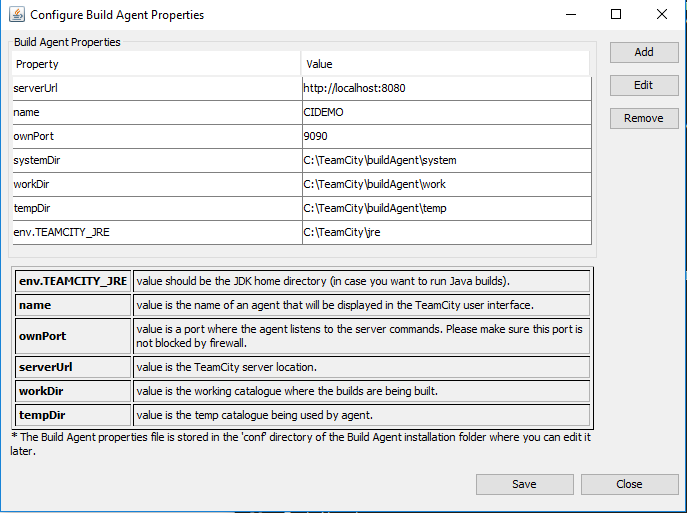 Configure Build Agent Properties
Build Agent Properties
Property Value
serverUrl http://localhost:8080
name CIDEMO
ownPort 9090
systemDir C:\TeamCity\buildAgent\system
workDir C:\TeamCity\buildAgent\work
tempDir C:\TeamCity\buildAgent\temp
env.TEAMCITY_JRE C:\TeamCity\jre
Add
Edit
Remove
env.TEAMCITY_JRE value should be the JDK home directory (in case you want to run Java builds).
name value is the name of an agent that will be displayed in the TeamCity user interface.
ownPort value is a port where the agent listens to the server commands. Please make sure this port is
not blocked by firewall.
serverUrl value is the TeamCity server location.
workDir value is the working catalogue where the builds are being built.
tempDir value is the temp catalogue being used by agent.
* The Build Agent properties file is stored in the 'conf' directory of the Build Agent installation folder where you can edit it
later.
Save Close